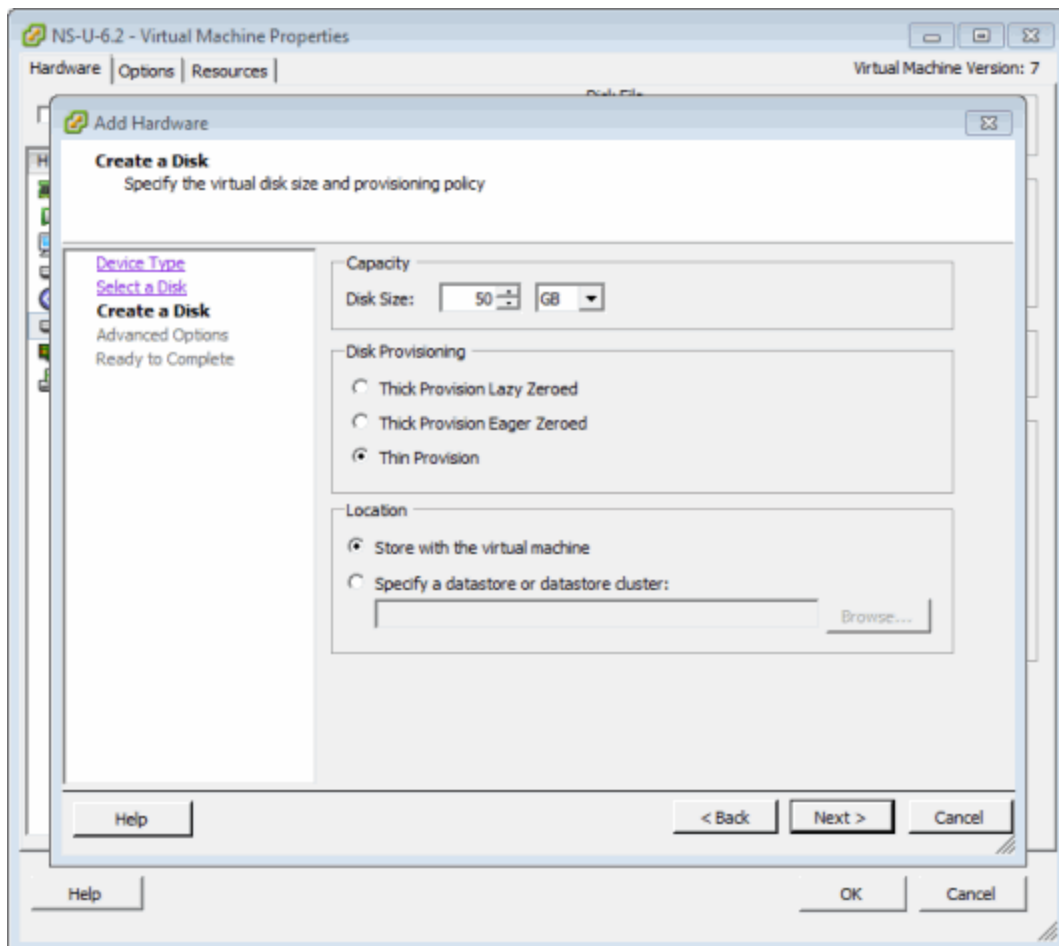 NS-U-6.2 - Virtual Machine Properties
Hardware Options Resources Virtual Machine Version: 7
Add Hardware
Create a Disk
Specify the virtual disk size and provisioning policy
Device Type
Select a Disk
Create a Disk
Advanced Options
Ready to Complete
Capacity
Disk Size: 50 GB
Disk Provisioning
Thick Provision Lazy Zeroed
Thick Provision Eager Zeroed
Thin Provision
Location
Store with the virtual machine
Specify a datastore or datastore cluster:
Browse...
Help < Back Next > Cancel
Help OK Cancel